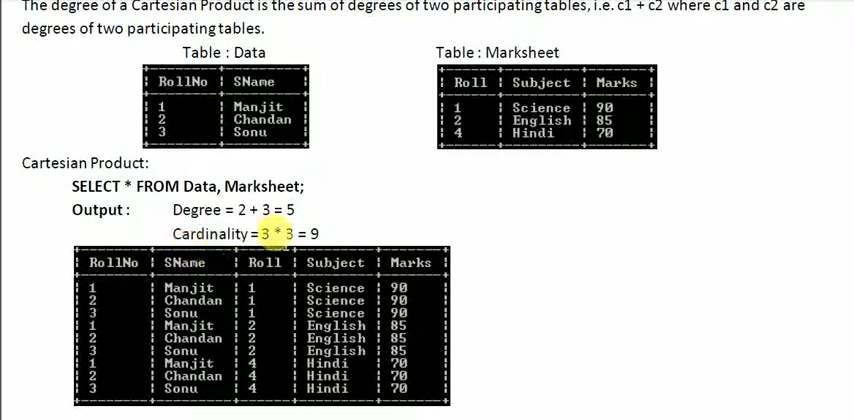 The degree of a Cartesian Product is the sum of degrees of two participating tables, i.e. c1 + c2 where c1 and c2 are
degrees of two participating tables.
Table : Data Table : Marksheet
RollNo SName Roll Subject Marks
1 Manjit 1 Science 90
2 Chandan 2 English 85
3 Sonu 4 Hindi 70
Cartesian Product:
SELECT * FROM Data, Marksheet;
Output : Degree = 2 + 3 = 5
Cardinality = 3 * 3 = 9
RollNo SName Roll Subject Marks
1 Manjit 1 Science 90
2 Chandan 1 Science 90
3 Sonu 1 Science 90
1 Manjit 2 English 85
2 Chandan 2 English 85
3 Sonu 2 English 85
1 Manjit 4 Hindi 70
2 Chandan 4 Hindi 70
3 Sonu 4 Hindi 70